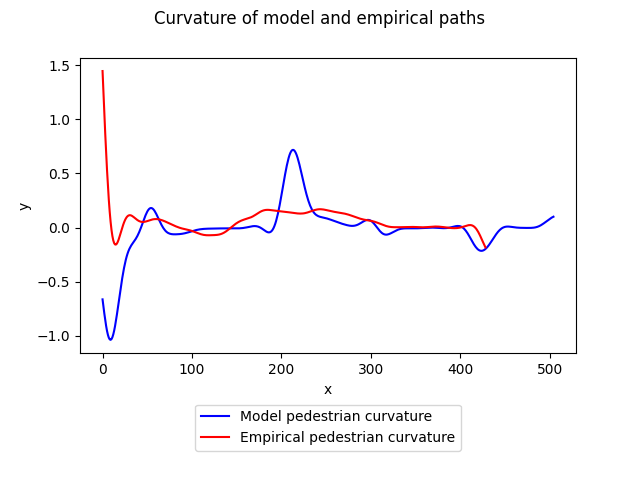 Curvature of model and empirical paths
1.5
1.0
0.5
0.0
−0.5
−1.0
y
0 100 200 300 400 500
x
Model pedestrian curvature
Empirical pedestrian curvature